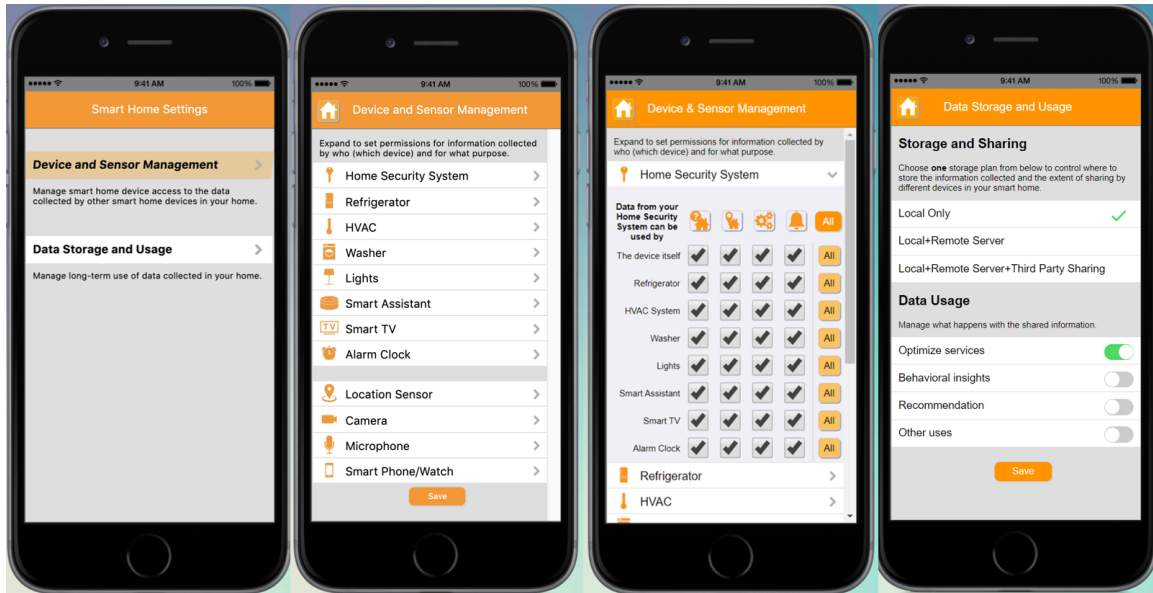 9:41 AM
100%
Smart Home Settings
Device and Sensor Management
Manage smart home device access to the data
collected by other smart home devices in your home.
Data Storage and Usage
Manage long-term use of data collected in your home.
9:41 AM
100%
Device and Sensor Management
Expand to set permissions for information collected
by who (which device) and for what purpose.
Home Security System
Refrigerator
HVAC
Washer
Lights
Smart Assistant
TV
Smart TV
Alarm Clock
Location Sensor
Camera
Microphone
Smart Phone/Watch
Save
9:41 AM
100%
Device & Sensor Management
Expand to set permissions for information collected by
who (which device) and for what purpose.
Home Security System
Data from your
Home Security
System can be
used by
All
The device itself
All
Refrigerator
All
HVAC System
All
Washer
All
Lights
All
Smart Assistant
All
Smart TV
All
Alarm Clock
All
Refrigerator
HVAC
9:41 AM
100%
Data Storage and Usage
Storage and Sharing
Choose one storage plan from below to control where to
store the information collected and the extent of sharing by
different devices in your smart home.
Local Only
Local+Remote Server
Local+Remote Server+Third Party Sharing
Data Usage
Manage what happens with the shared information.
Optimize services
Behavioral insights
Recommendation
Other uses
Save